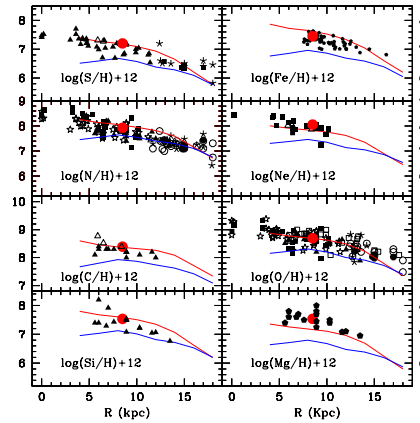 8
7
6
log(S/H)+12
log(Fe/H)+12
9
8
7
6
log(N/H)+12
log(Ne/H)+12
10
9
8
7
log(C/H)+12
log(O/H)+12
8
7
6
log(Si/H)+12
log(Mg/H)+12
0 5 10 15
0 5 10 15
R (kpc)
R (kpc)